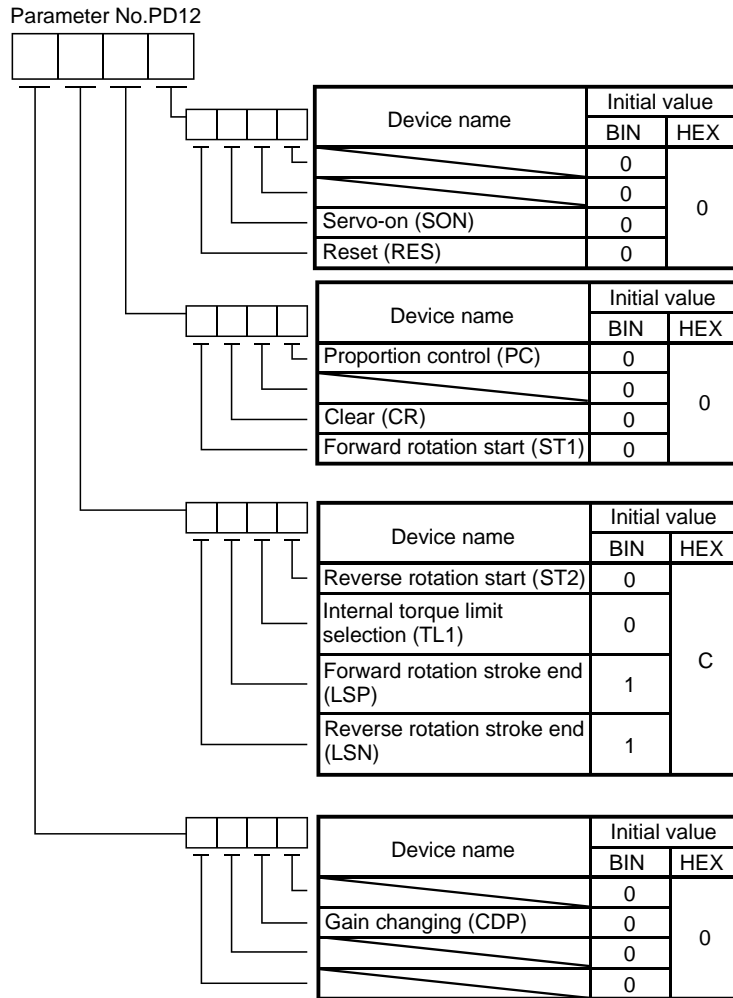 Parameter No.PD12
Device name
Initial value
BIN
HEX
0
0
Servo-on (SON)
0
Reset (RES)
0
0
Device name
Initial value
BIN
HEX
Proportion control (PC)
0
0
Clear (CR)
0
Forward rotation start (ST1)
0
0
Device name
Initial value
BIN
HEX
Reverse rotation start (ST2)
0
Internal torque limit
selection (TL1)
0
Forward rotation stroke end
(LSP)
1
Reverse rotation stroke end
(LSN)
1
C
Device name
Initial value
BIN
HEX
0
Gain changing (CDP)
0
0
0
0